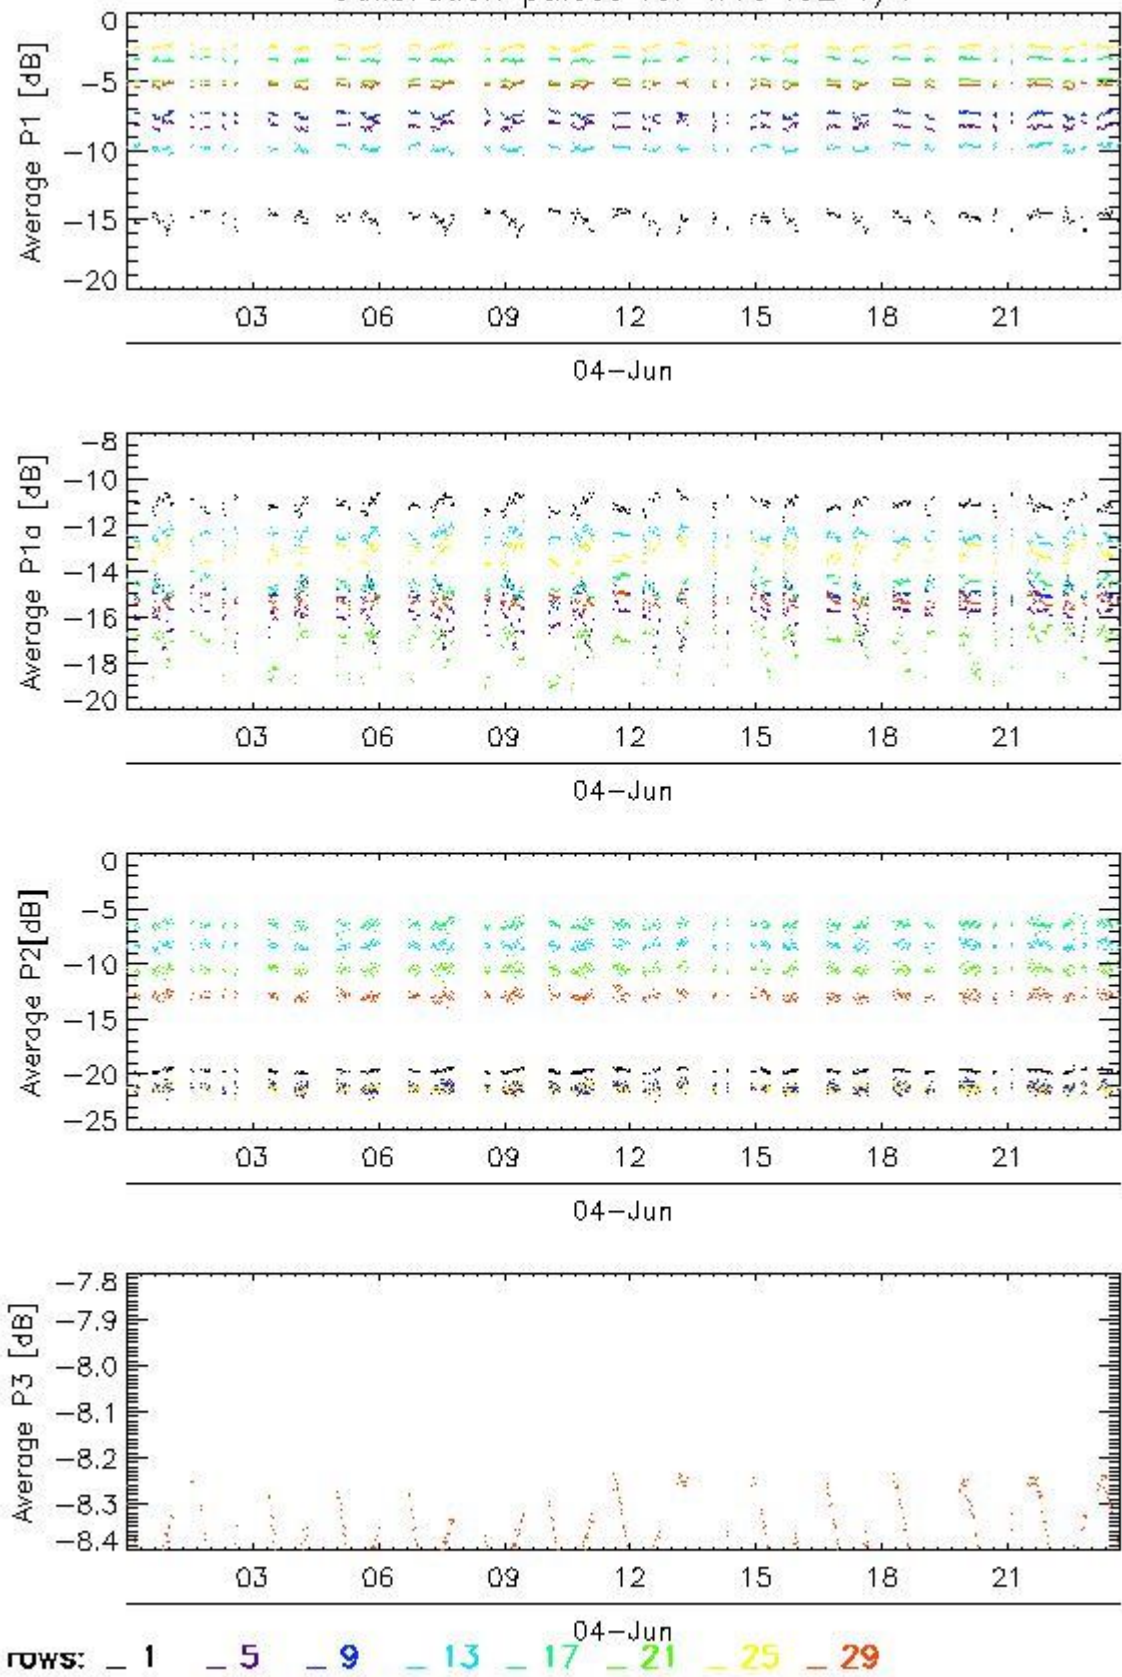 Average P1 [dB]
0
−5
−10
−15
−20
03 06 09 12 15 18 21
04−Jun
Average P1a [dB]
−8
−10
−12
−14
−16
−18
−20
03 06 09 12 15 18 21
04−Jun
Average P2[dB]
0
−5
−10
−15
−20
−25
03 06 09 12 15 18 21
04−Jun
Average P3 [dB]
−7.8
−7.9
−8.0
−8.1
−8.2
−8.3
−8.4
03 06 09 12 15 18 21
04−Jun
rows: _ 1 _ 5 _ 9 _ 13 _ 17 _ 21 _ 25 _ 29